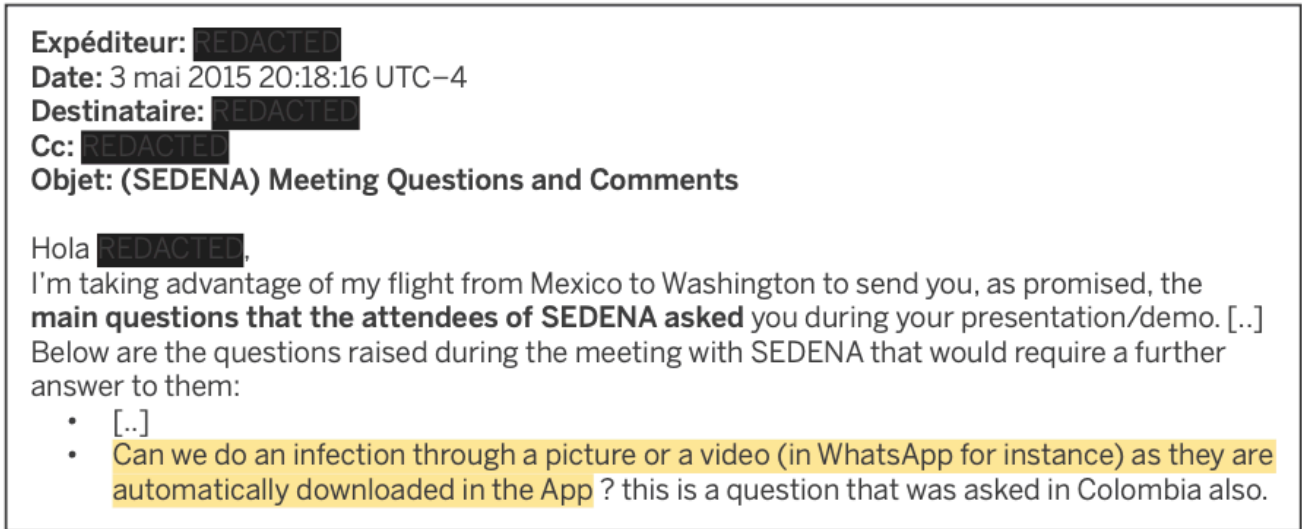 Expéditeur: REDACTED
Date: 3 mai 2015 20:18:16 UTC–4
Destinataire: REDACTED
Cc: REDACTED
Objet: (SEDENA) Meeting Questions and Comments
Hola REDACTED,
I'm taking advantage of my flight from Mexico to Washington to send you, as promised, the
main questions that the attendees of SEDENA asked you during your presentation/demo. [..]
Below are the questions raised during the meeting with SEDENA that would require a further
answer to them:
• [..]
• Can we do an infection through a picture or a video (in WhatsApp for instance) as they are
automatically downloaded in the App ? this is a question that was asked in Colombia also.